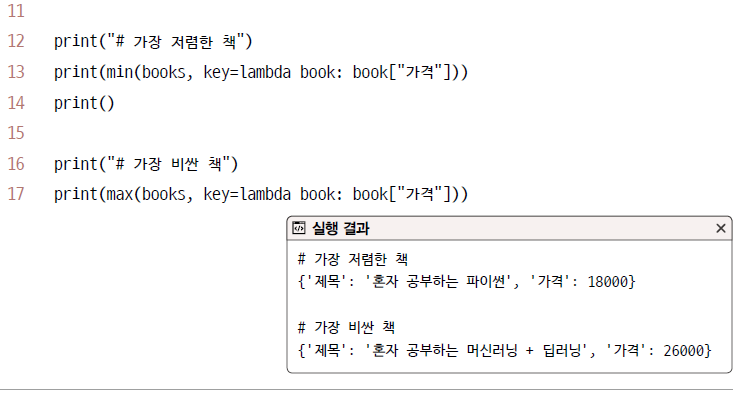 11
12 print("# 가장 저렴한 책")
13 print(min(books, key=lambda book: book["가격"]))
14 print()
15
16 print("# 가장 비싼 책")
17 print(max(books, key=lambda book: book["가격"]))
실행 결과
# 가장 저렴한 책
{'제목': '혼자 공부하는 파이썬', '가격': 18000}
# 가장 비싼 책
{'제목': '혼자 공부하는 머신러닝 + 딥러닝', '가격': 26000}